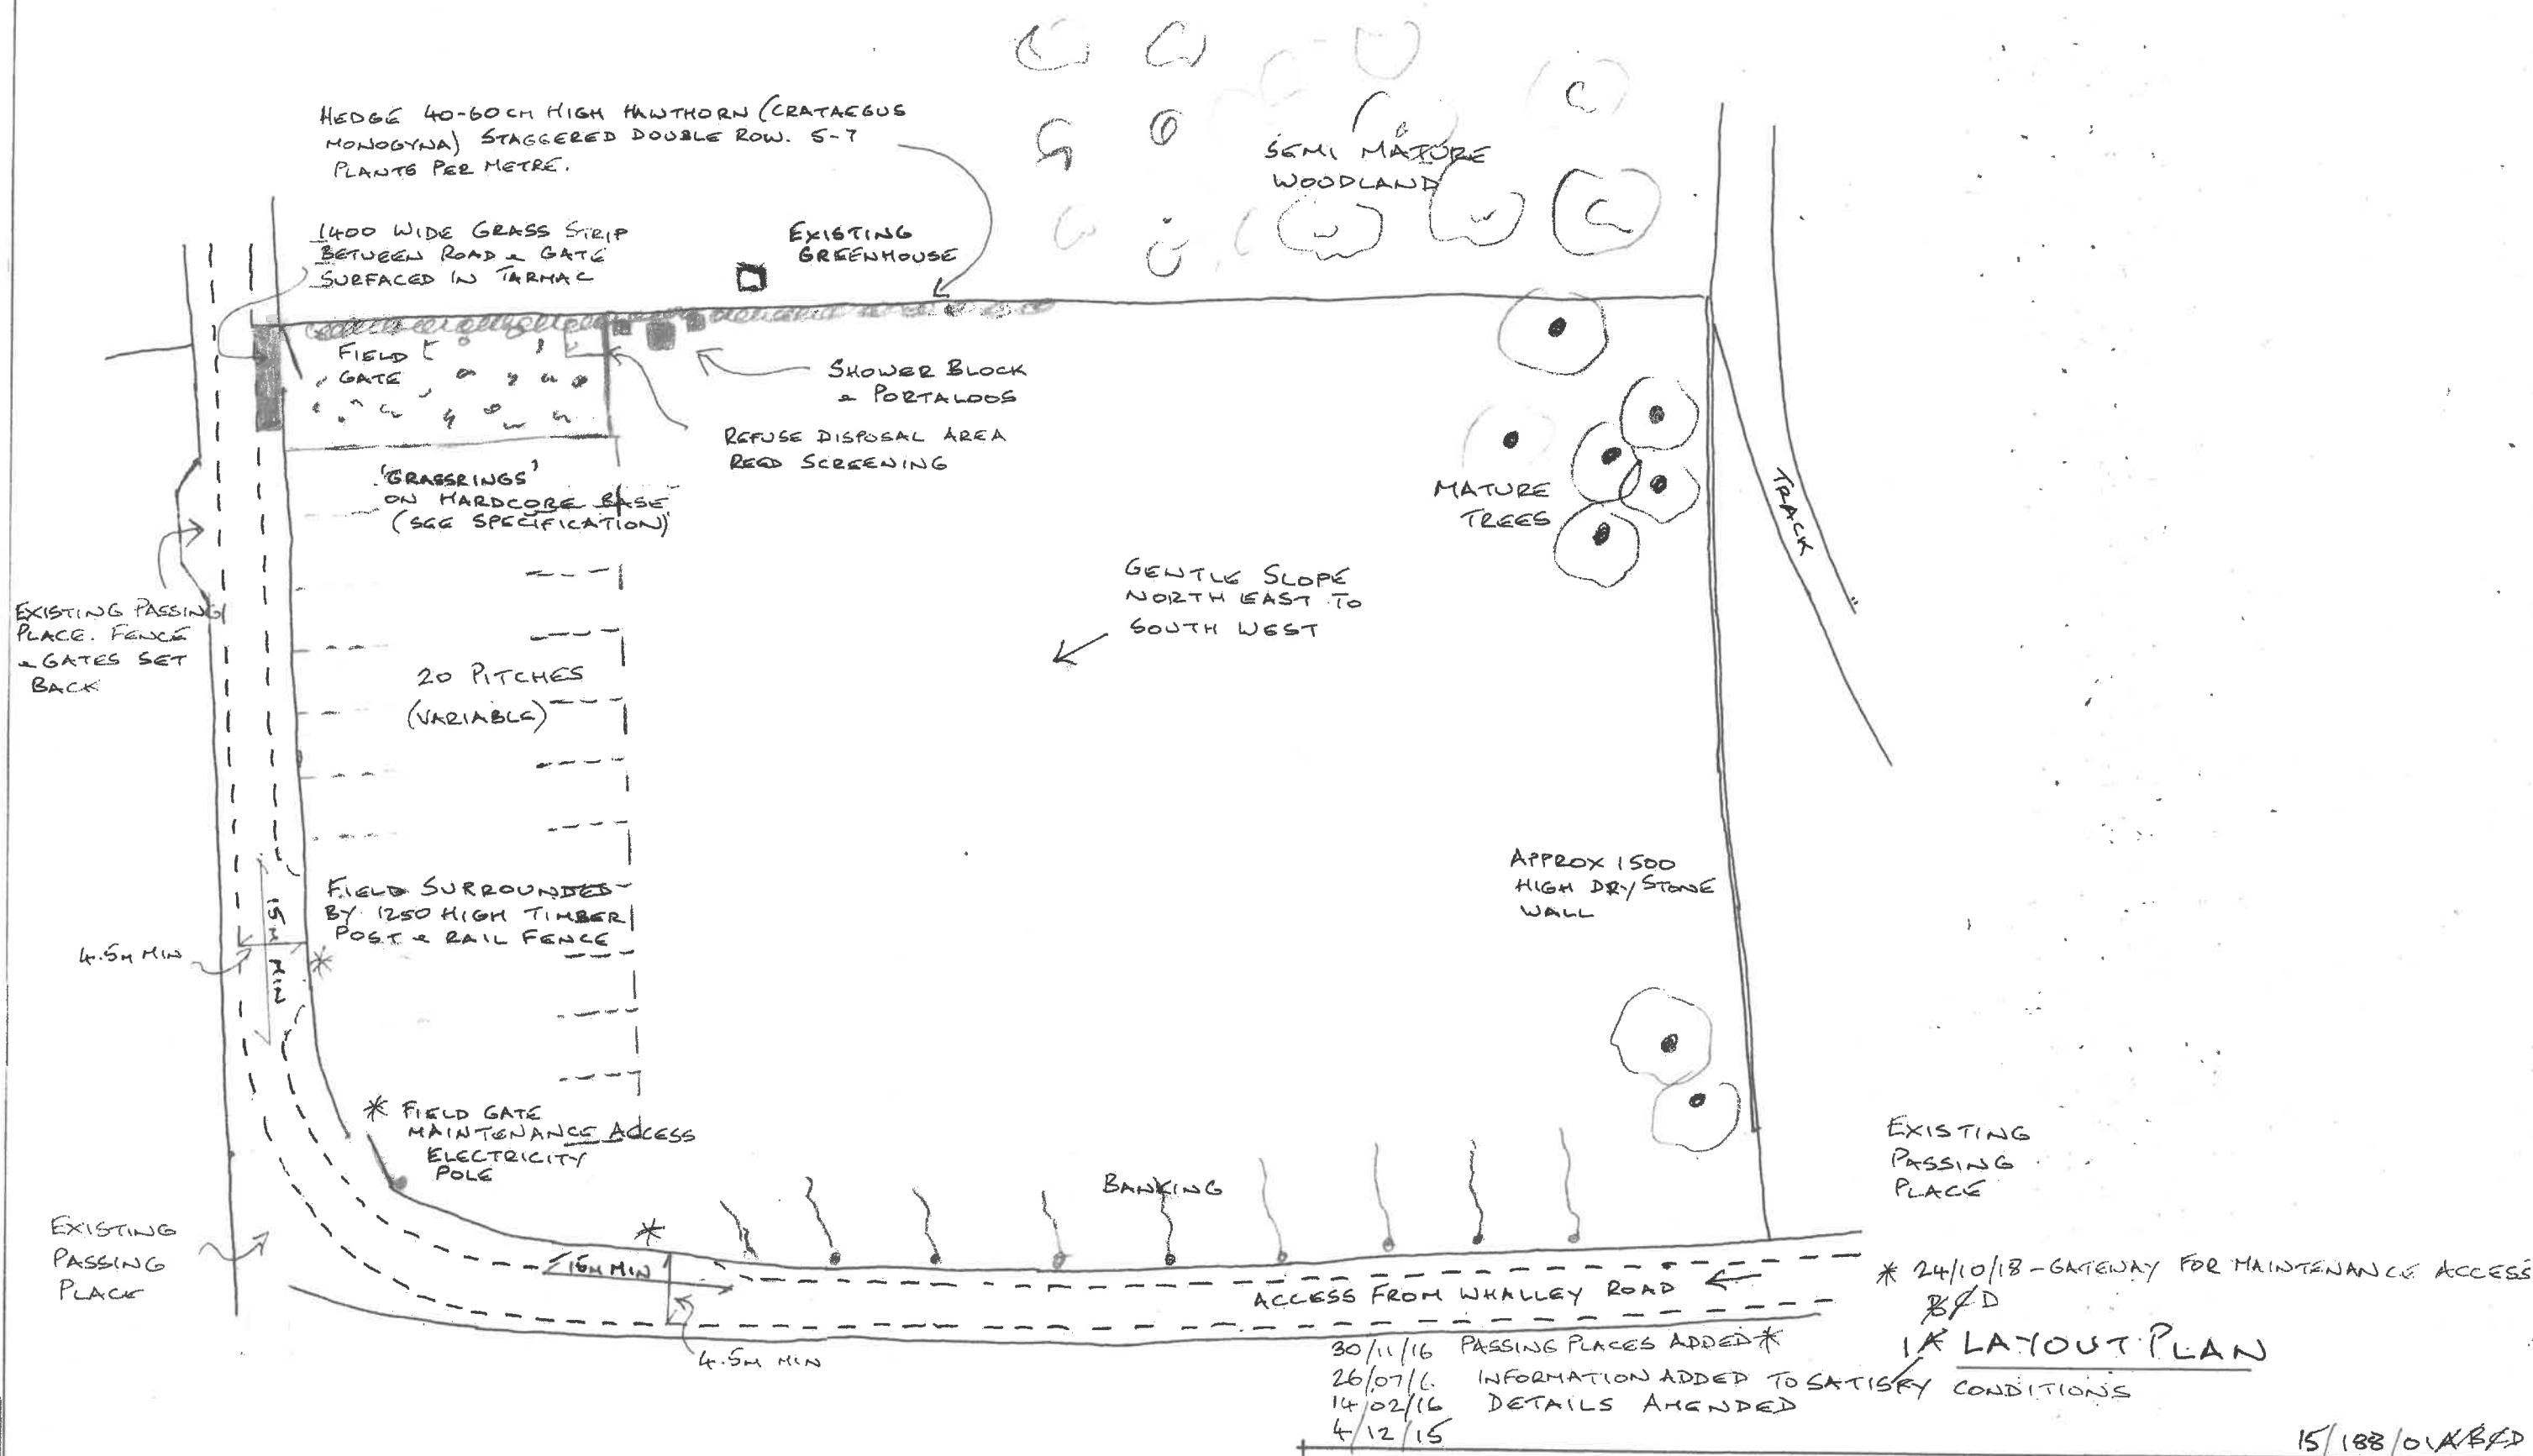 HEDGE 40-60CM HIGH HAWTHORN (CRATAEGUS
MONOGYNA) STAGGERED DOUBLE ROW. 5-7
PLANTS PER METRE.
1400 WIDE GRASS STRIP
BETWEEN ROAD & GATE
SURFACED IN TARMAC
EXISTING
GREENHOUSE
SEMI MATURE
WOODLAND
FIELD
GATE
SHOWER BLOCK
& PORTALOOS
REFUSE DISPOSAL AREA
REED SCREENING
'GRASSRINGS'
ON HARDCORE BASE
(SEE SPECIFICATION)
MATURE
TREES
TRACK
GENTLE SLOPE
NORTH EAST TO
SOUTH WEST
EXISTING PASSING
PLACE. FENCE
& GATES SET
BACK
20 PITCHES
(VARIABLE)
APPROX 1500
HIGH DRY STONE
WALL
FIELD SURROUNDED
BY 1250 HIGH TIMBER
POST & RAIL FENCE
15M MIN
4.5M MIN
*
* FIELD GATE
MAINTENANCE ACCESS
ELECTRICITY
POLE
BANKING
EXISTING
PASSING
PLACE
EXISTING
PASSING
PLACE
*
15M MIN
4.5M MIN
ACCESS FROM WHALLEY ROAD
* 24/10/18 - GATEWAY FOR MAINTENANCE ACCESS
B C D
1A LAYOUT PLAN
30/11/16 PASSING PLACES ADDED *
26/07/16 INFORMATION ADDED TO SATISFY CONDITIONS
14/02/16 DETAILS AMENDED
4/12/15
15/188/01 A B C D